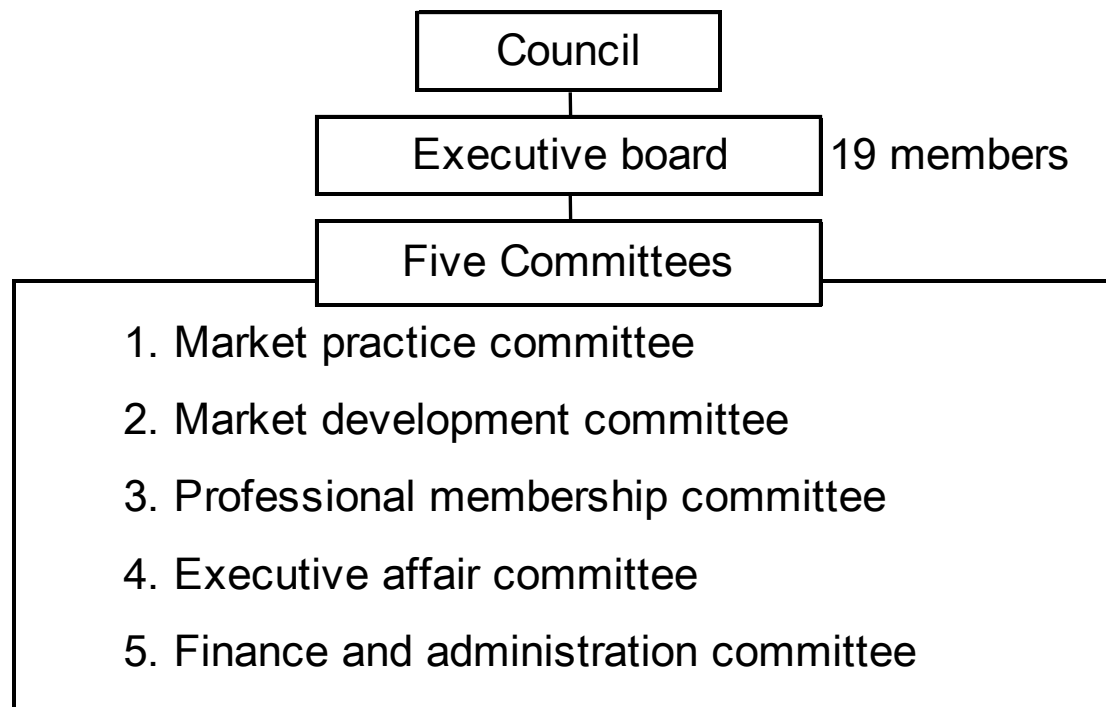 Council
Executive board
19 members
Five Committees
1. Market practice committee
2. Market development committee
3. Professional membership committee
4. Executive affair committee
5. Finance and administration committee